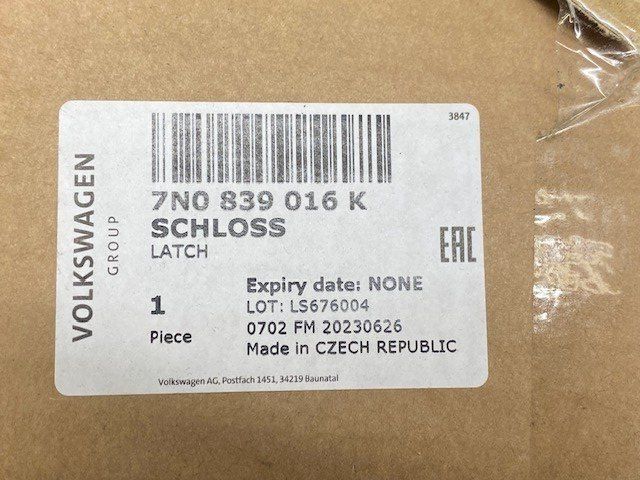 3847
VOLKSWAGEN
GROUP
7N0 839 016 K
SCHLOSS
LATCH
EAC
1
Piece
Expiry date: NONE
LOT: LS676004
0702 FM 20230626
Made in CZECH REPUBLIC
Volkswagen AG, Postfach 1451, 34219 Baunatal